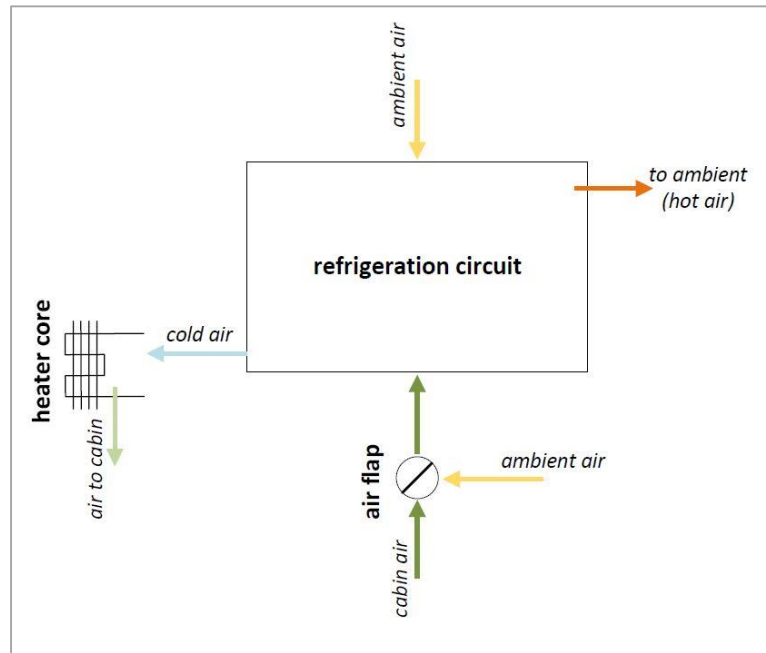 ambient air
to ambient
(hot air)
refrigeration circuit
cold air
heater core
air to cabin
air flap
ambient air
cabin air